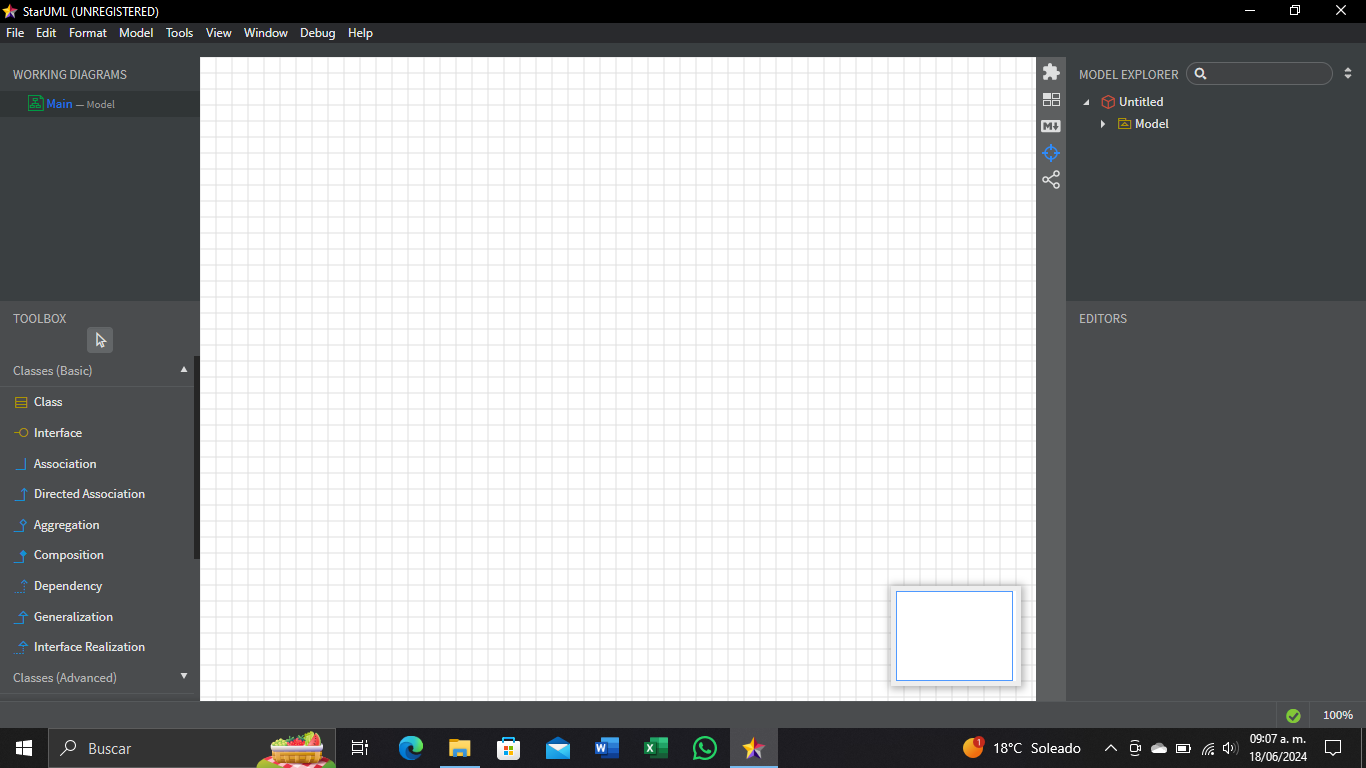 StarUML (UNREGISTERED)
File Edit Format Model Tools View Window Debug Help
WORKING DIAGRAMS
Main — Model
TOOLBOX
Classes (Basic)
Class
Interface
Association
Directed Association
Aggregation
Composition
Dependency
Generalization
Interface Realization
Classes (Advanced)
M
MODEL EXPLORER
Untitled
Model
EDITORS
100%
Buscar
W
X
1
18°C Soleado
09:07 a. m.
18/06/2024